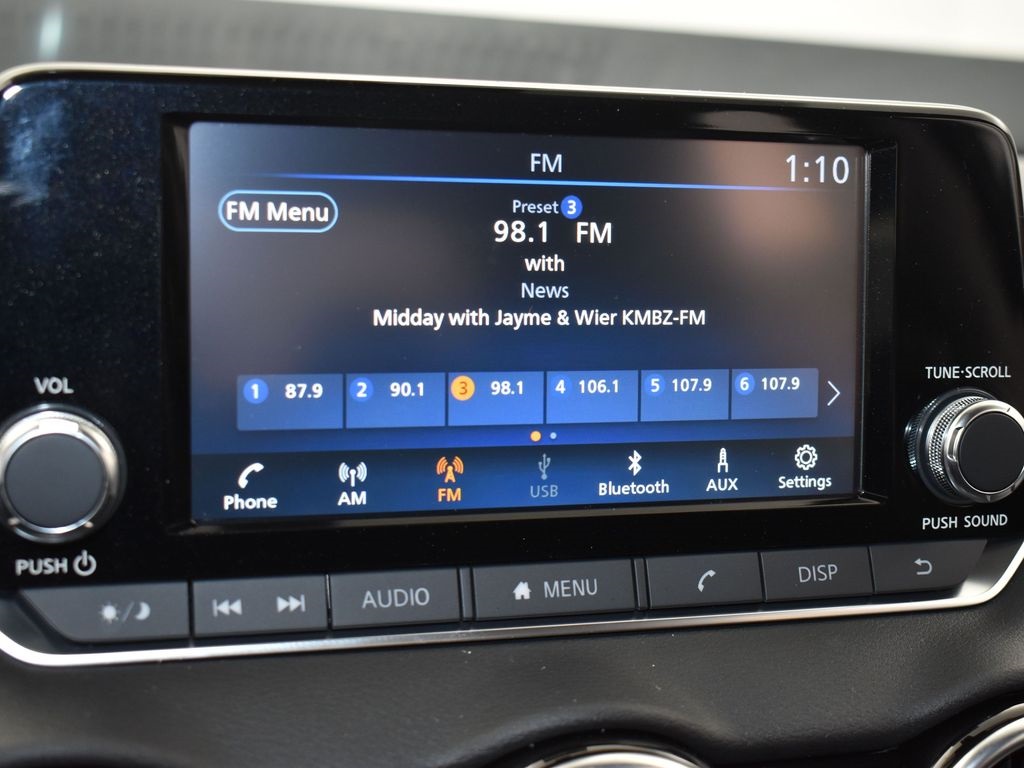 FM
1:10
FM Menu
Preset 3
98.1 FM
with
News
Midday with Jayme & Wier KMBZ-FM
1 87.9 2 90.1 3 98.1 4 106.1 5 107.9 6 107.9
Phone AM FM USB Bluetooth AUX Settings
VOL
PUSH
TUNE·SCROLL
PUSH SOUND
AUDIO MENU DISP